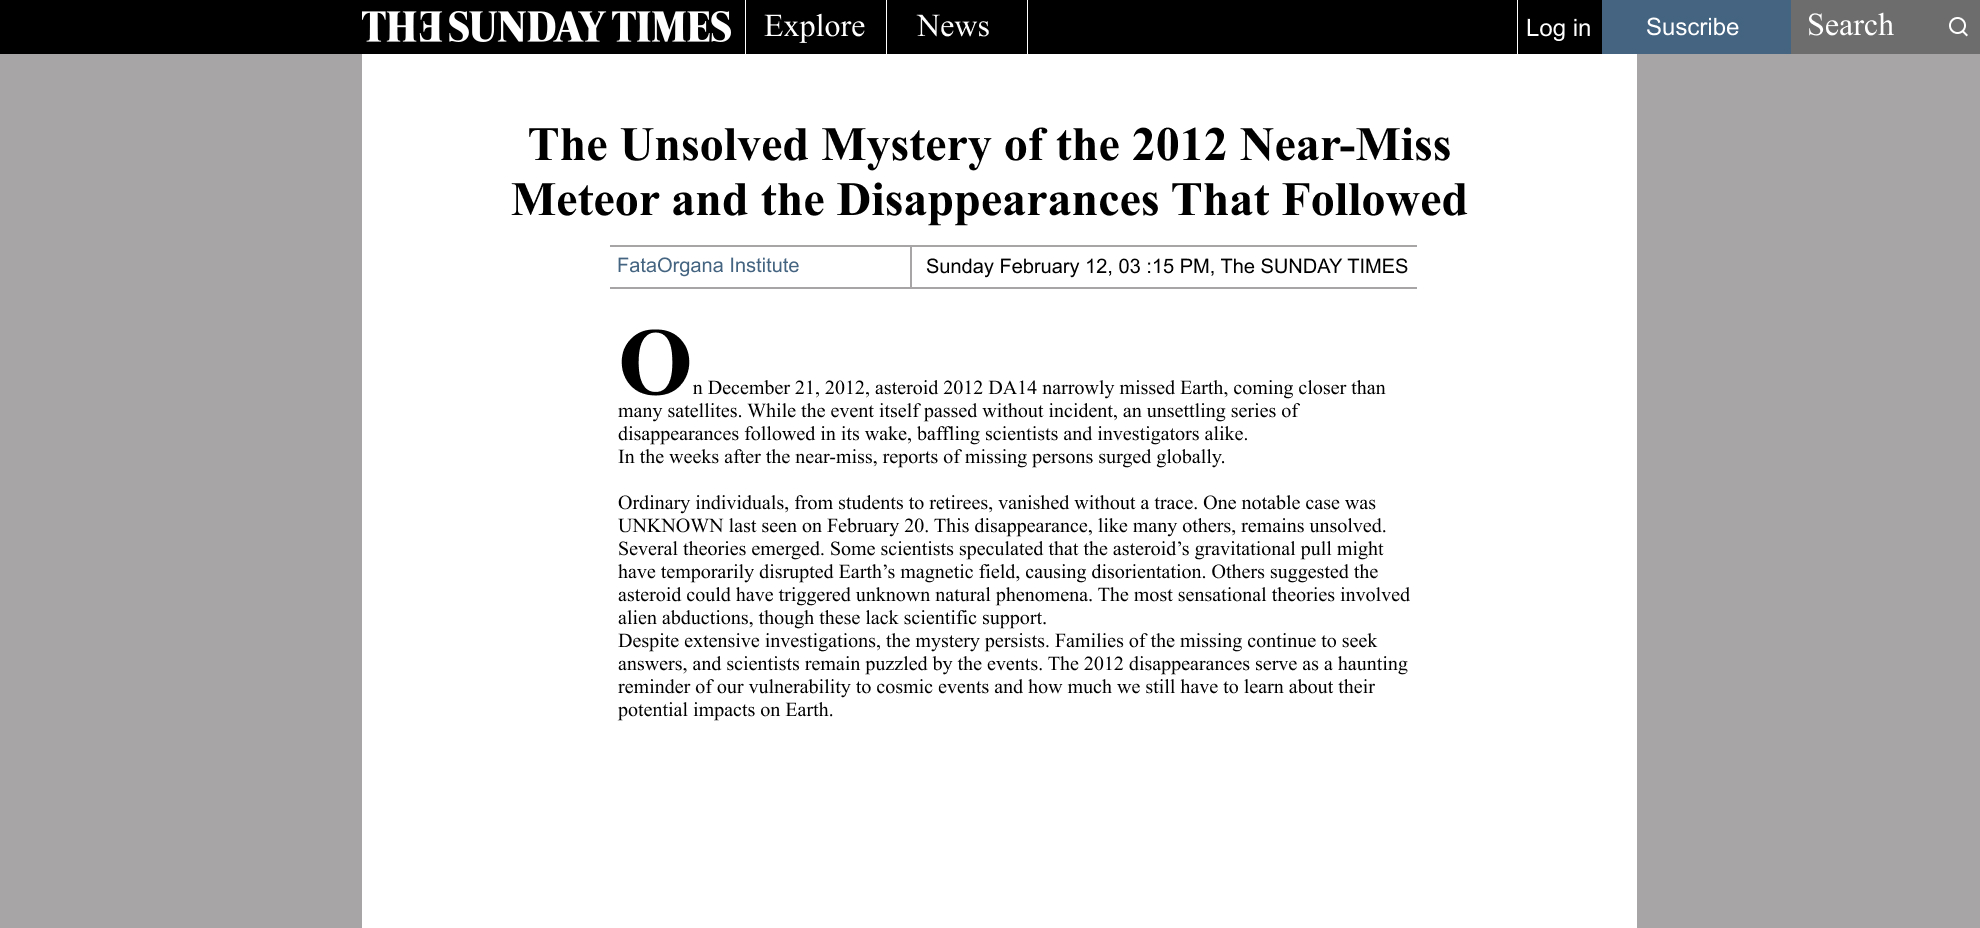 THE SUNDAY TIMES Explore News Log in Suscribe Search
The Unsolved Mystery of the 2012 Near-Miss
Meteor and the Disappearances That Followed
FataOrgana Institute Sunday February 12, 03 :15 PM, The SUNDAY TIMES
On December 21, 2012, asteroid 2012 DA14 narrowly missed Earth, coming closer than
many satellites. While the event itself passed without incident, an unsettling series of
disappearances followed in its wake, baffling scientists and investigators alike.
In the weeks after the near-miss, reports of missing persons surged globally.
Ordinary individuals, from students to retirees, vanished without a trace. One notable case was
UNKNOWN last seen on February 20. This disappearance, like many others, remains unsolved.
Several theories emerged. Some scientists speculated that the asteroid’s gravitational pull might
have temporarily disrupted Earth’s magnetic field, causing disorientation. Others suggested the
asteroid could have triggered unknown natural phenomena. The most sensational theories involved
alien abductions, though these lack scientific support.
Despite extensive investigations, the mystery persists. Families of the missing continue to seek
answers, and scientists remain puzzled by the events. The 2012 disappearances serve as a haunting
reminder of our vulnerability to cosmic events and how much we still have to learn about their
potential impacts on Earth.